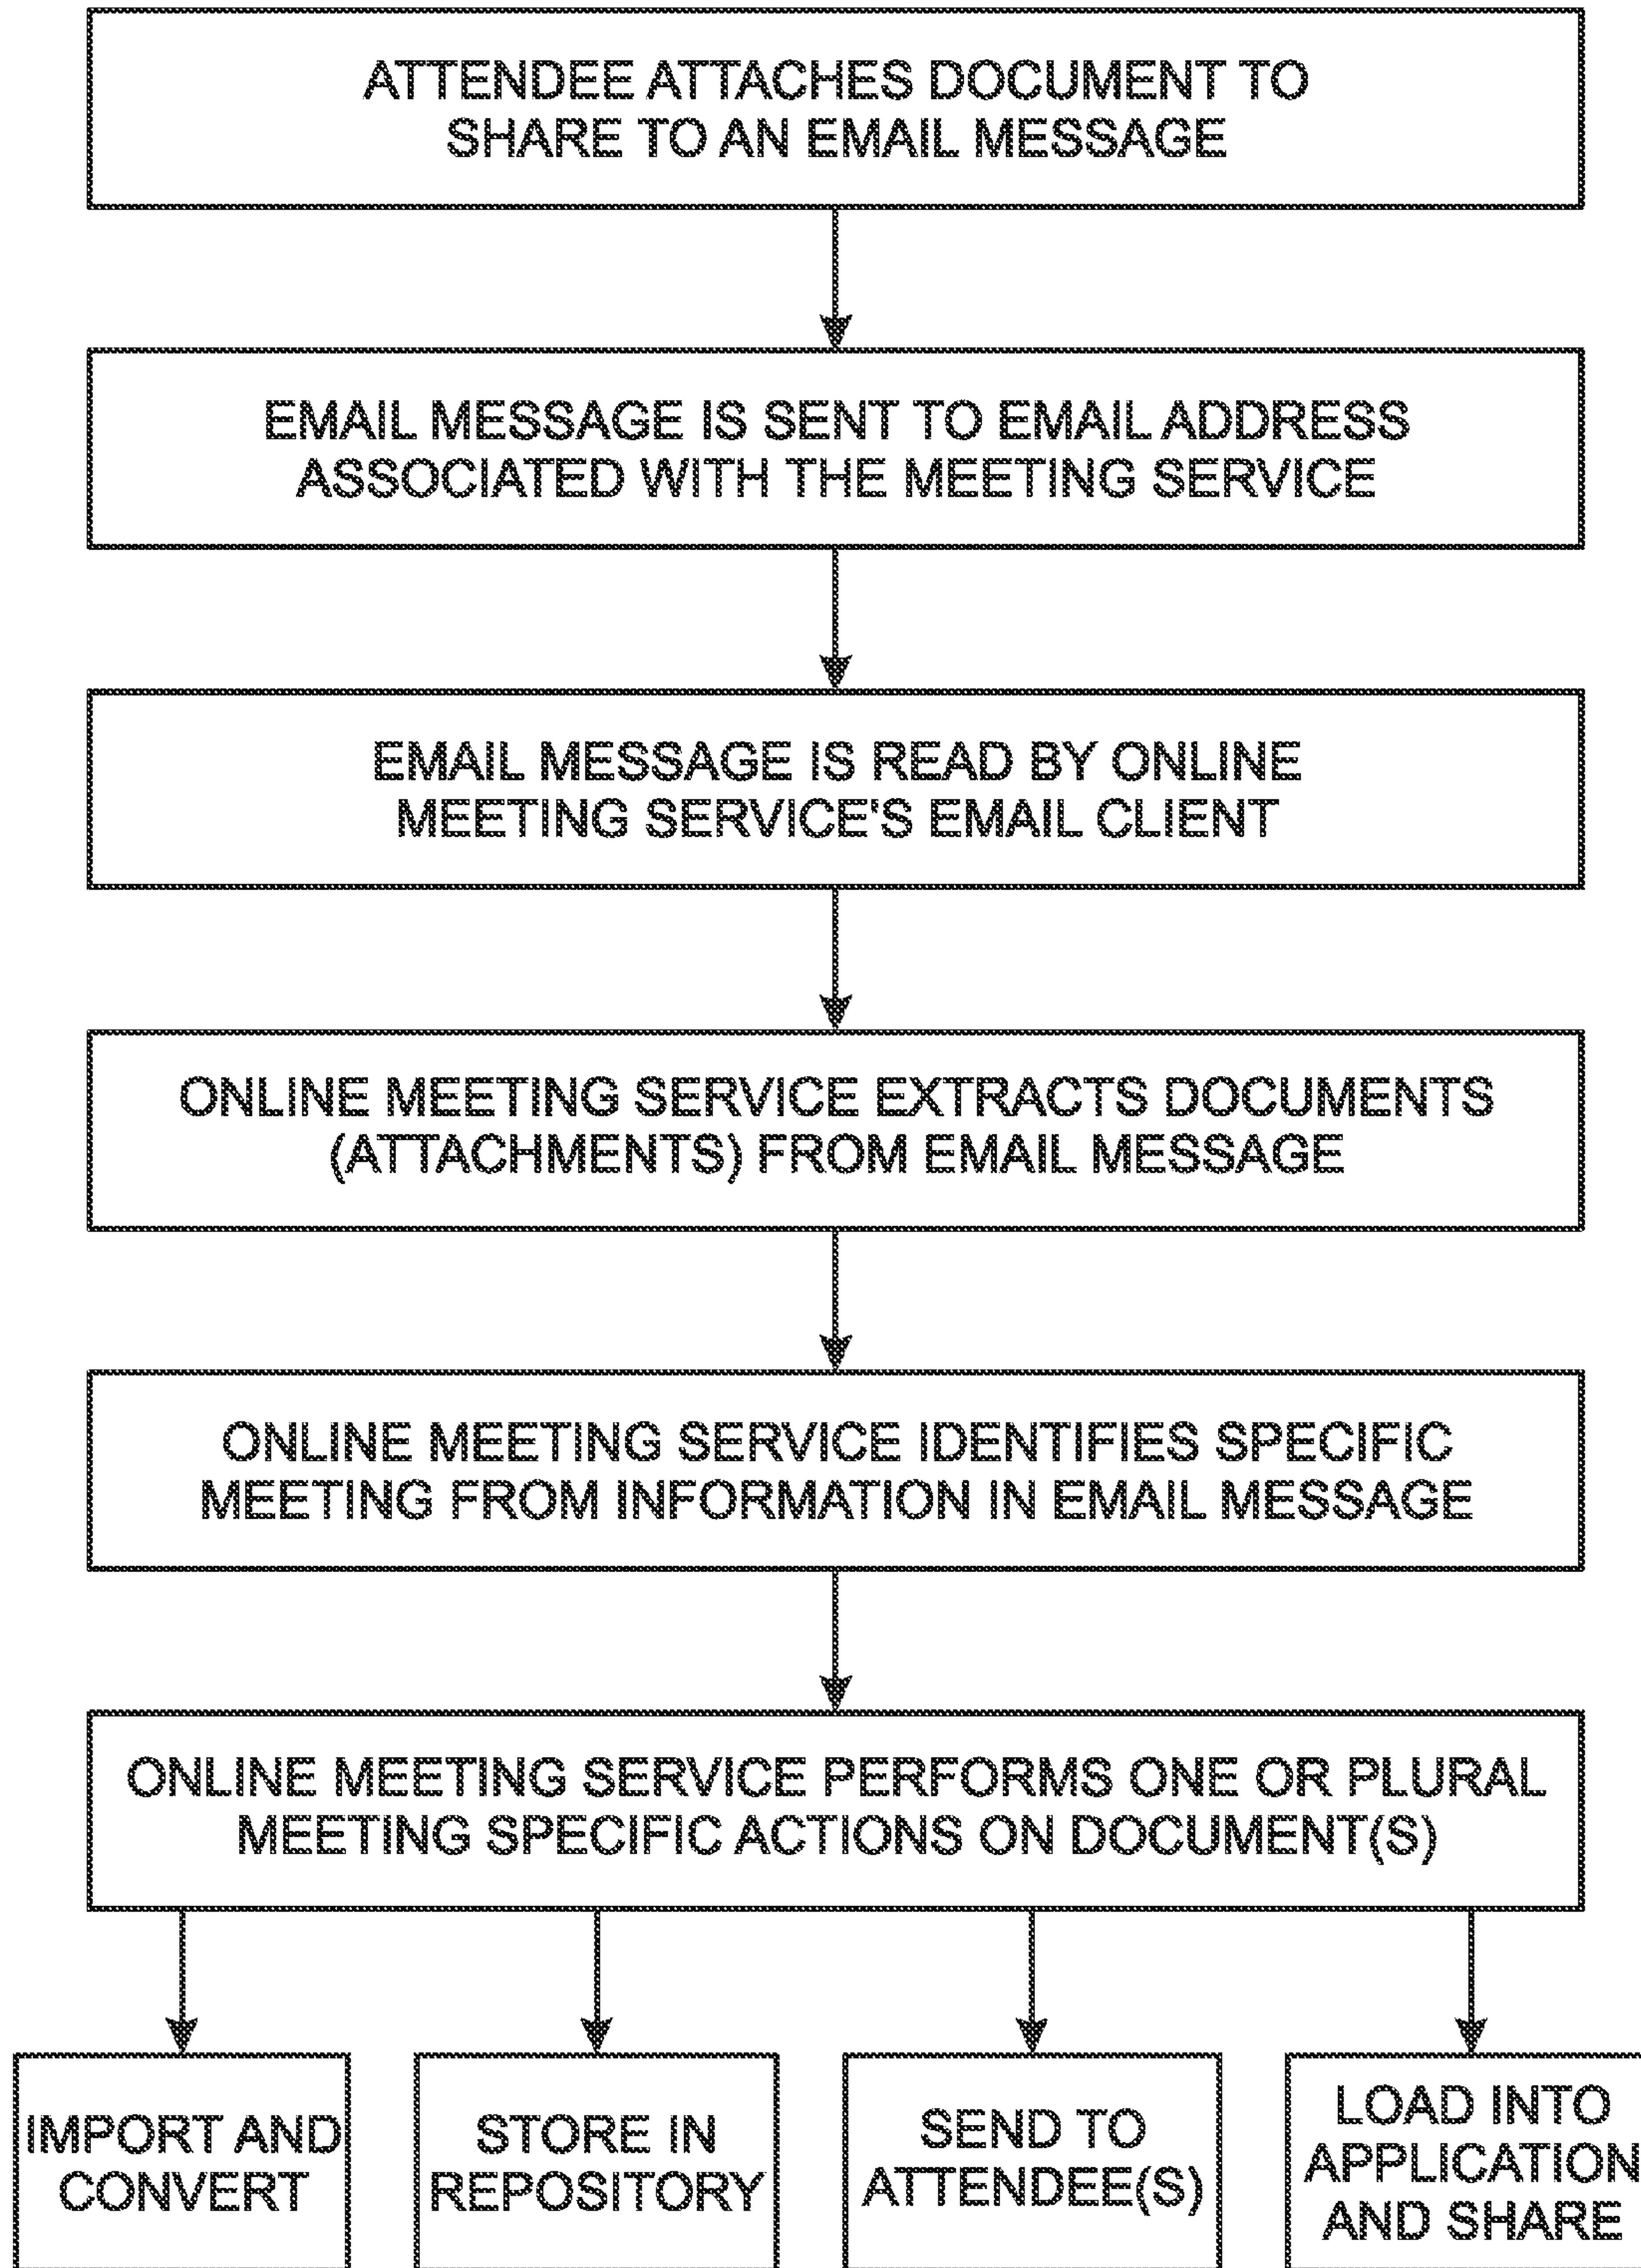 ATTENDEE ATTACHES DOCUMENT TO
SHARE TO AN EMAIL MESSAGE
EMAIL MESSAGE IS SENT TO EMAIL ADDRESS
ASSOCIATED WITH THE MEETING SERVICE
EMAIL MESSAGE IS READ BY ONLINE
MEETING SERVICE'S EMAIL CLIENT
ONLINE MEETING SERVICE EXTRACTS DOCUMENTS
(ATTACHMENTS) FROM EMAIL MESSAGE
ONLINE MEETING SERVICE IDENTIFIES SPECIFIC
MEETING FROM INFORMATION IN EMAIL MESSAGE
ONLINE MEETING SERVICE PERFORMS ONE OR PLURAL
MEETING SPECIFIC ACTIONS ON DOCUMENT(S)
IMPORT AND
CONVERT
STORE IN
REPOSITORY
SEND TO
ATTENDEE(S)
LOAD INTO
APPLICATION
AND SHARE